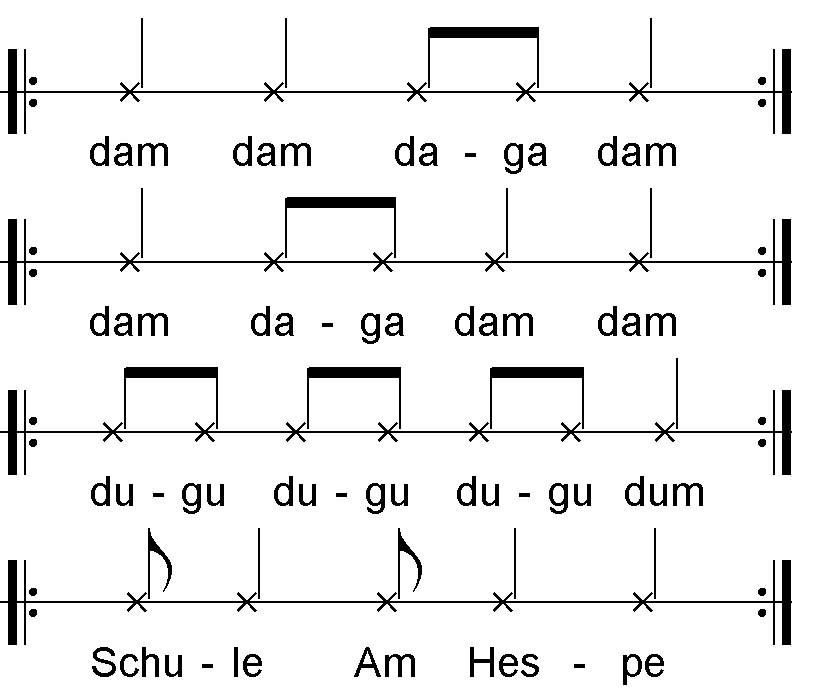 dam dam da - ga dam
dam da - ga dam dam
du - gu du - gu du - gu dum
Schu - le Am Hes - pe